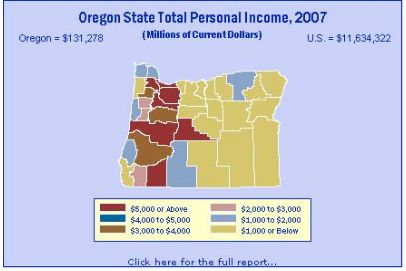 Oregon State Total Personal Income, 2007
Oregon = $131,278 (Millions of Current Dollars) U.S. = $11,634,322
$5,000 or Above $2,000 to $3,000
$4,000 to $5,000 $1,000 to $2,000
$3,000 to $4,000 $1,000 or Below
Click here for the full report...